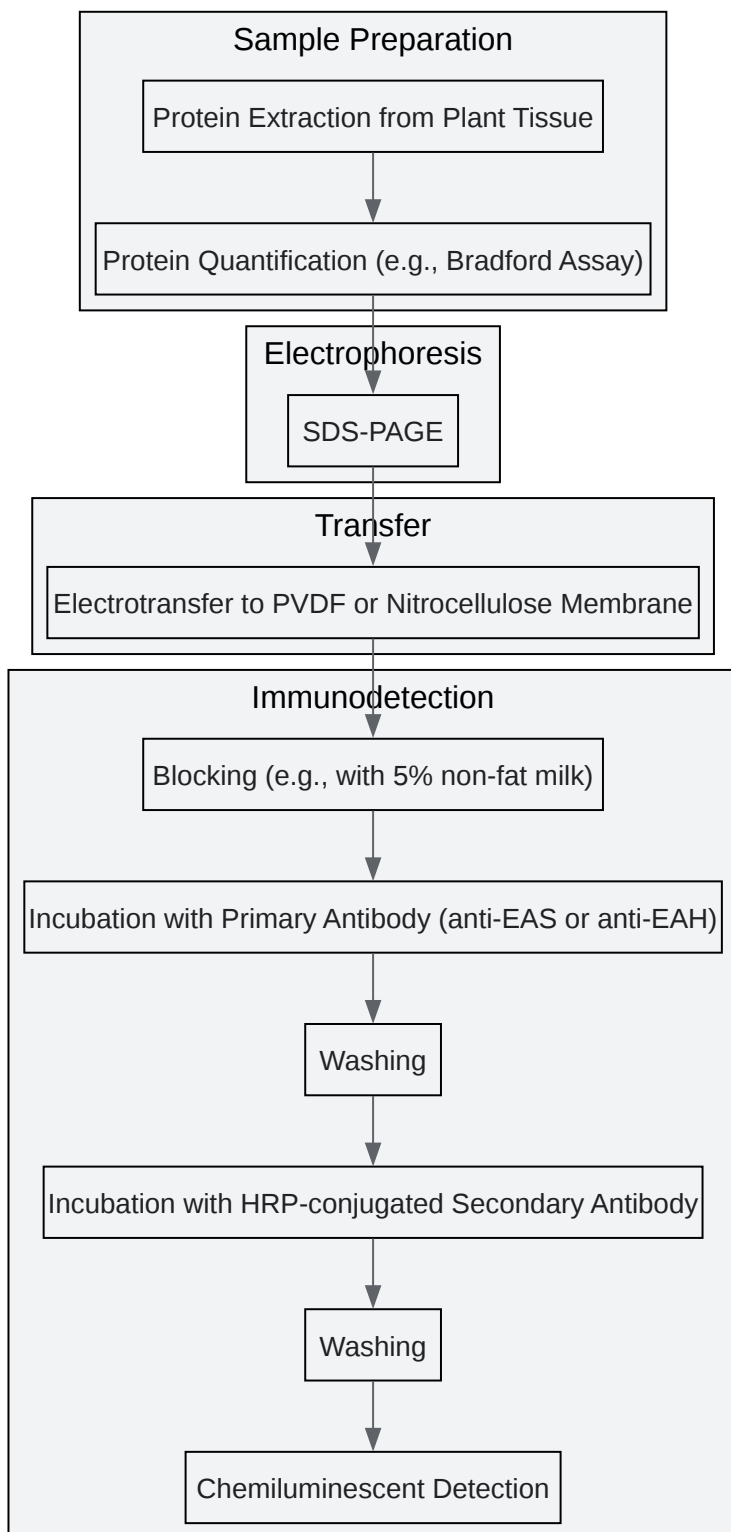 Sample Preparation
Protein Extraction from Plant Tissue
Protein Quantification (e.g., Bradford Assay)
Electrophoresis
SDS-PAGE
Transfer
Electrotransfer to PVDF or Nitrocellulose Membrane
Immunodetection
Blocking (e.g., with 5% non-fat milk)
Incubation with Primary Antibody (anti-EAS or anti-EAH)
Washing
Incubation with HRP-conjugated Secondary Antibody
Washing
Chemiluminescent Detection